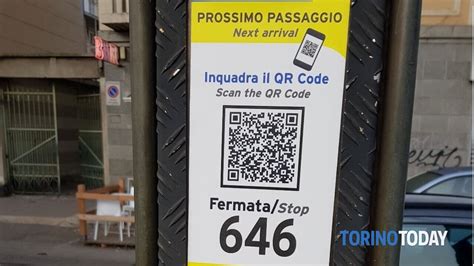 PROSSIMO PASSAGGIO
Next arrival
Inquadra il QR Code
Scan the QR Code
Fermata/Stop
646
TORINOTODAY